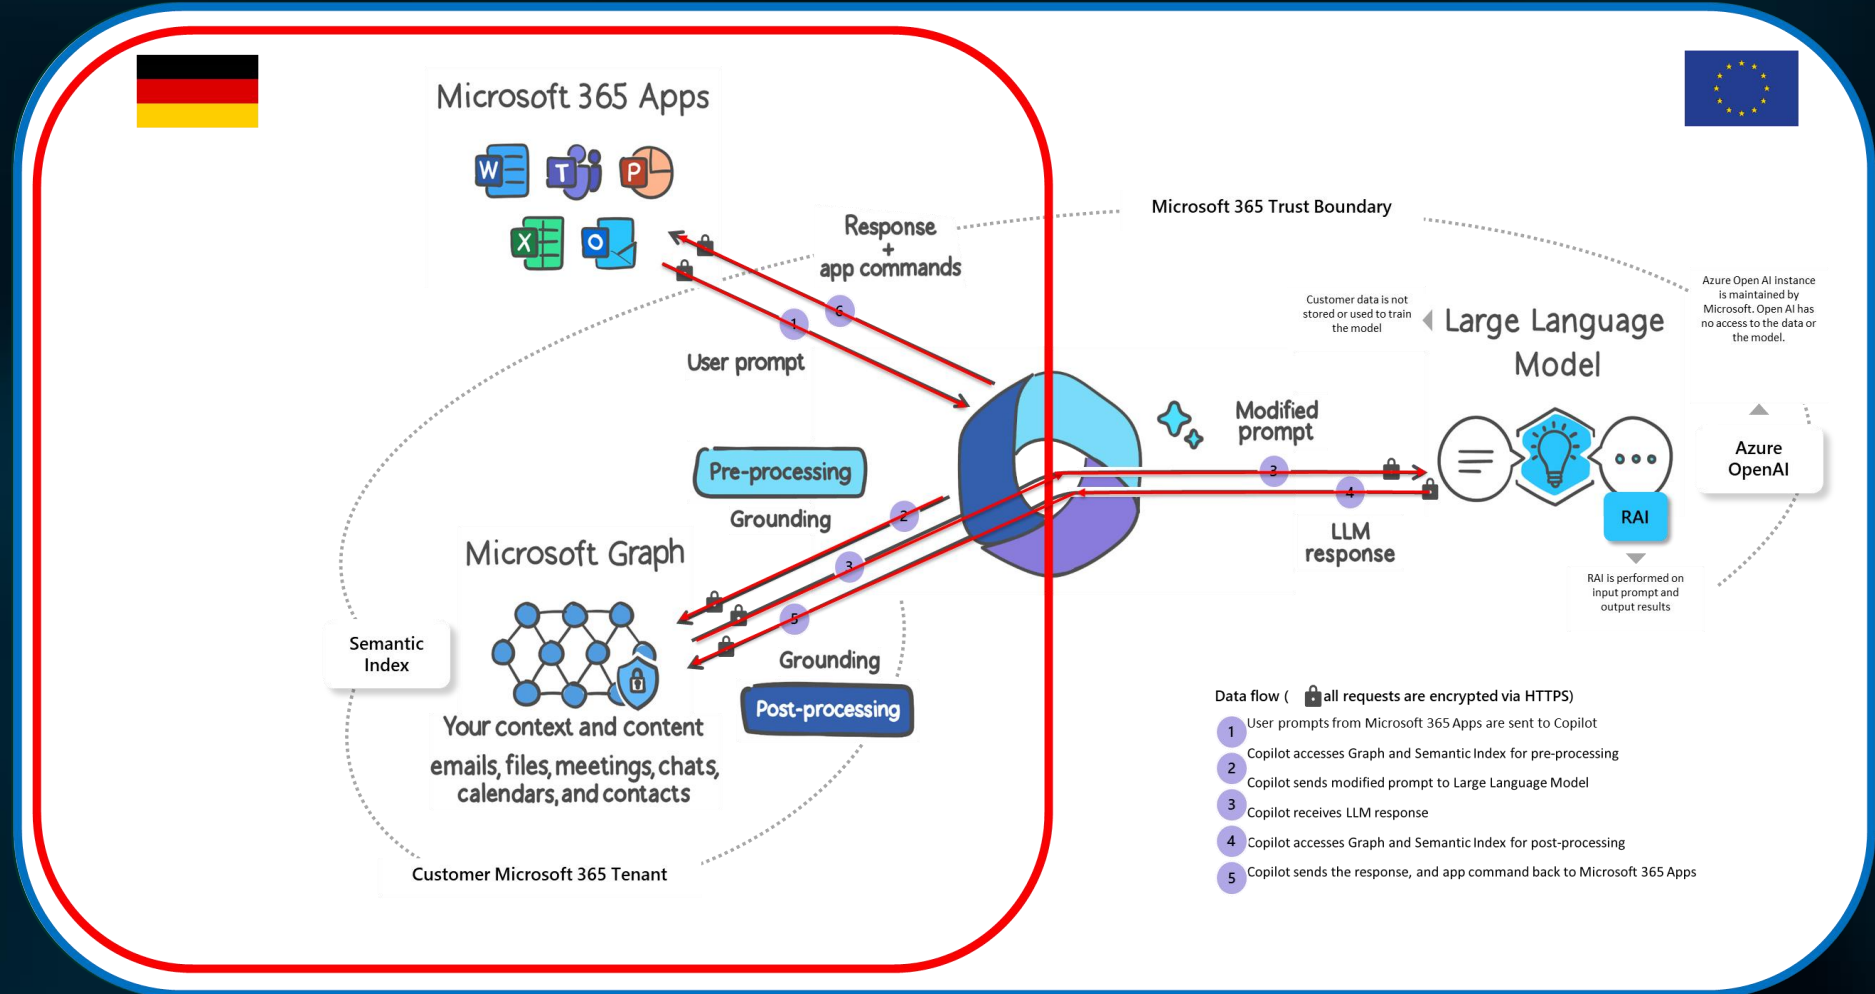 Microsoft 365 Apps
W
T
P
X
O
Response
+
app commands
6
1
User prompt
Microsoft 365 Trust Boundary
Customer data is not
stored or used to train
the model
Large Language
Model
Azure Open AI instance
is maintained by
Microsoft. Open AI has
no access to the data or
the model.
Modified
prompt
3
4
LLM
response
Azure
OpenAI
RAI
RAI is performed on
input prompt and
output results
Pre-processing
Grounding
2
3
5
Microsoft Graph
Semantic
Index
Grounding
Post-processing
Your context and content
emails, files, meetings, chats,
calendars, and contacts
Customer Microsoft 365 Tenant
Data flow ( all requests are encrypted via HTTPS)
1 User prompts from Microsoft 365 Apps are sent to Copilot
2 Copilot accesses Graph and Semantic Index for pre-processing
3 Copilot sends modified prompt to Large Language Model
Copilot receives LLM response
4 Copilot accesses Graph and Semantic Index for post-processing
5 Copilot sends the response, and app command back to Microsoft 365 Apps